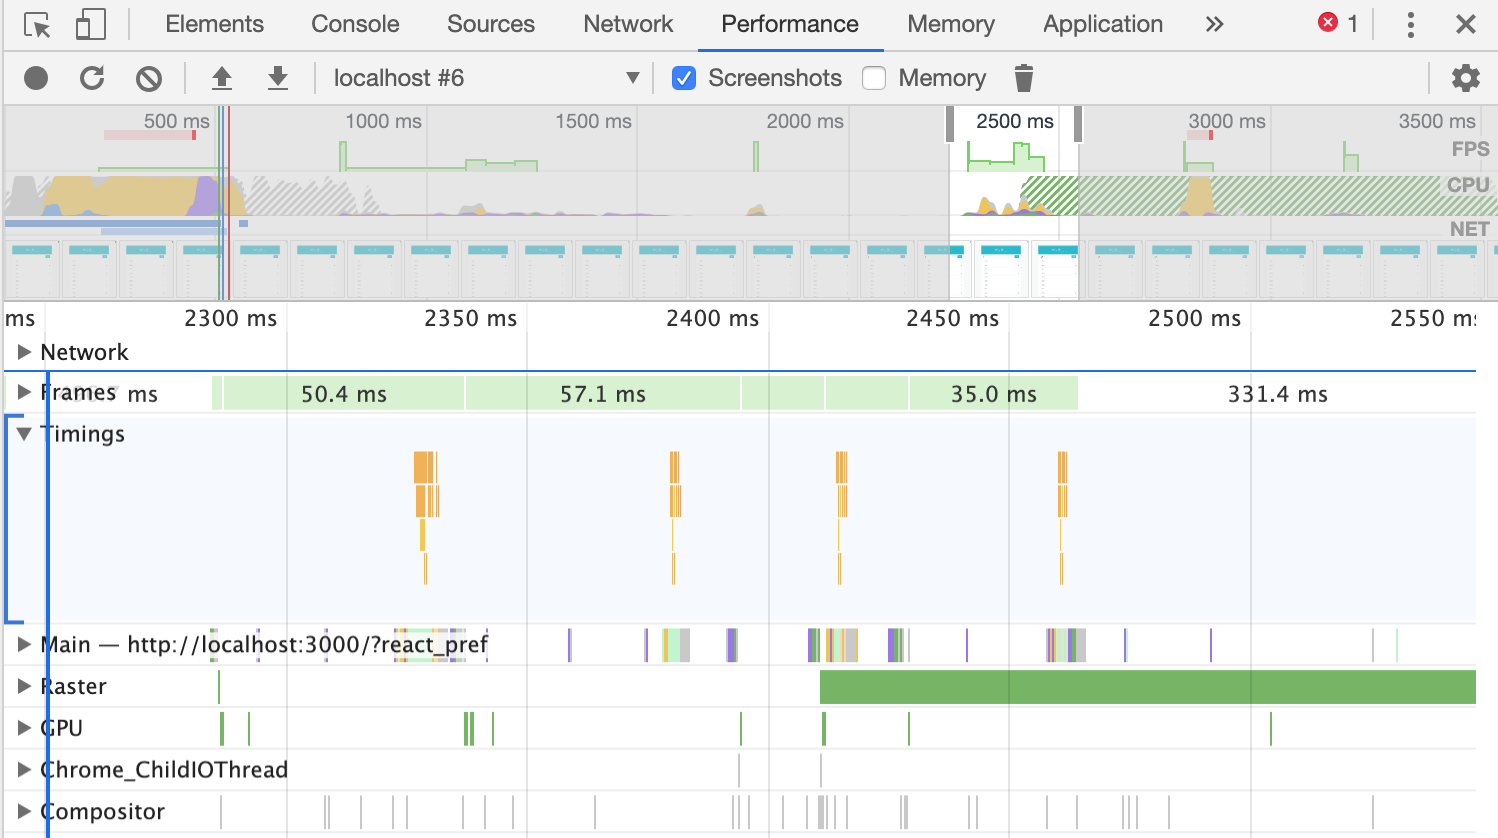 Elements Console Sources Network Performance Memory Application » 1
localhost #6 Screenshots Memory
500 ms 1000 ms 1500 ms 2000 ms 2500 ms 3000 ms 3500 ms
FPS
CPU
NET
ms 2300 ms 2350 ms 2400 ms 2450 ms 2500 ms 2550 ms
Network
Frames ms 50.4 ms 57.1 ms 35.0 ms 331.4 ms
Timings
Main — http://localhost:3000/?react_pref
Raster
GPU
Chrome_ChildIOThread
Compositor